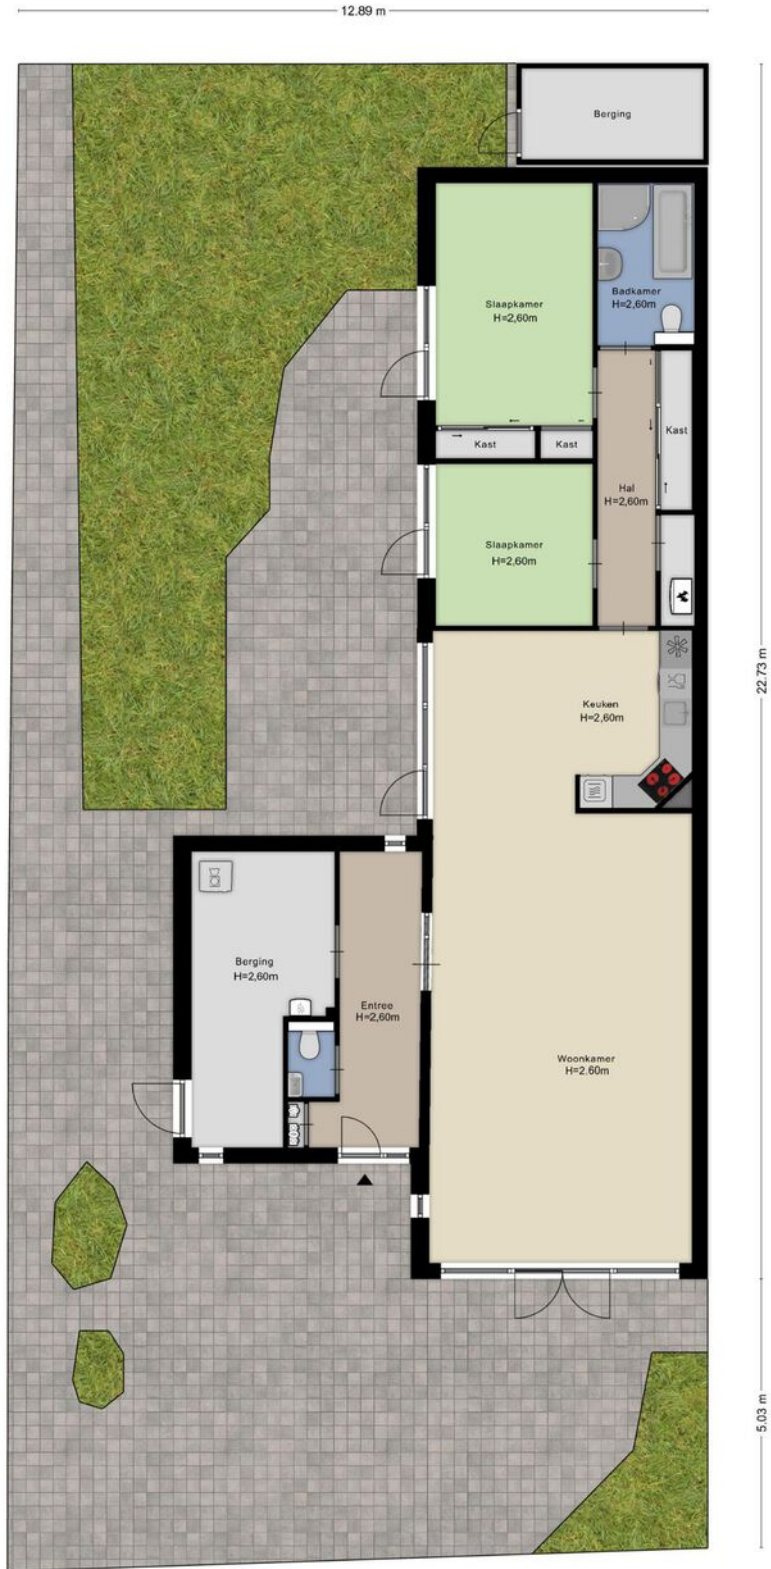 12.89 m
Berging
Slaapkamer
H=2,60m
Badkamer
H=2,60m
Kast
Kast
Kast
Hal
H=2,60m
Slaapkamer
H=2,60m
22.73 m
Keuken
H=2,60m
Berging
H=2,60m
Entree
H=2,60m
Woonkamer
H=2.60m
5.03 m